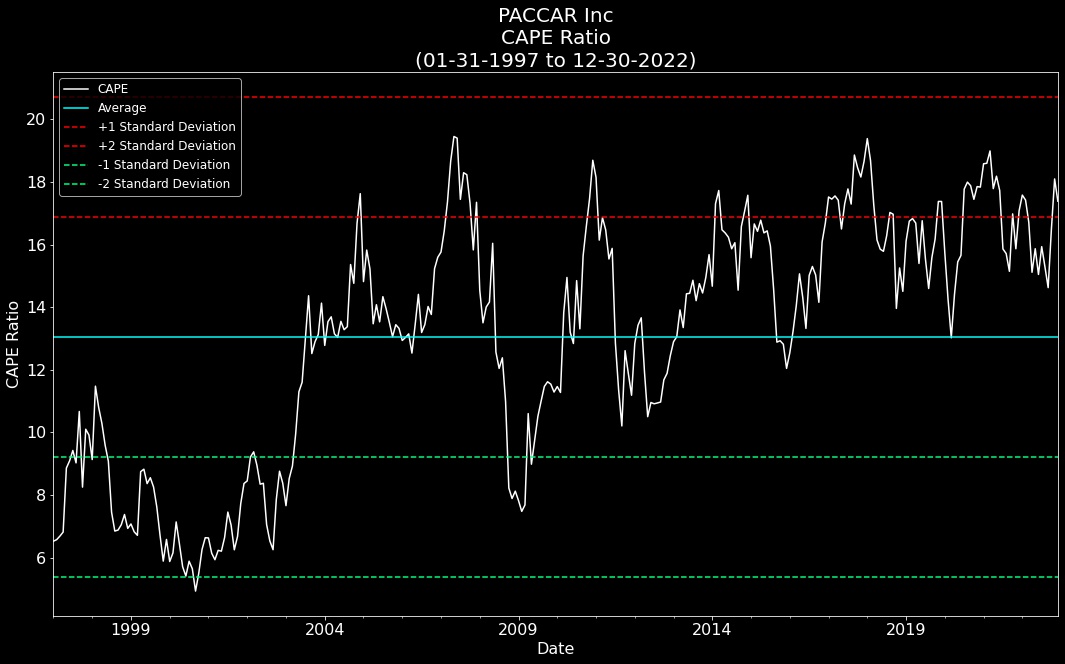 PACCAR Inc
CAPE Ratio
(01-31-1997 to 12-30-2022)
CAPE
Average
+1 Standard Deviation
+2 Standard Deviation
-1 Standard Deviation
-2 Standard Deviation
20
18
16
14
12
10
8
6
CAPE Ratio
1999 2004 2009 2014 2019
Date